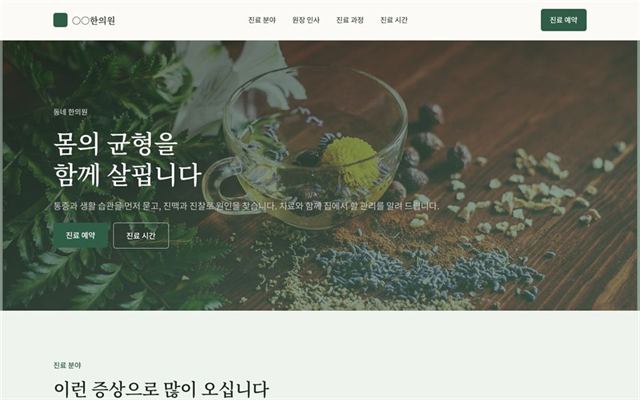 ○○한의원
진료 분야 원장 인사 진료 과정 진료 시간
진료 예약
동네 한의원
몸의 균형을
함께 살핍니다
통증과 생활 습관을 먼저 묻고, 진맥과 진찰로 원인을 찾습니다. 치료와 함께 집에서 할 관리를 알려 드립니다.
진료 예약 진료 시간
진료 분야
이런 증상으로 많이 오십니다